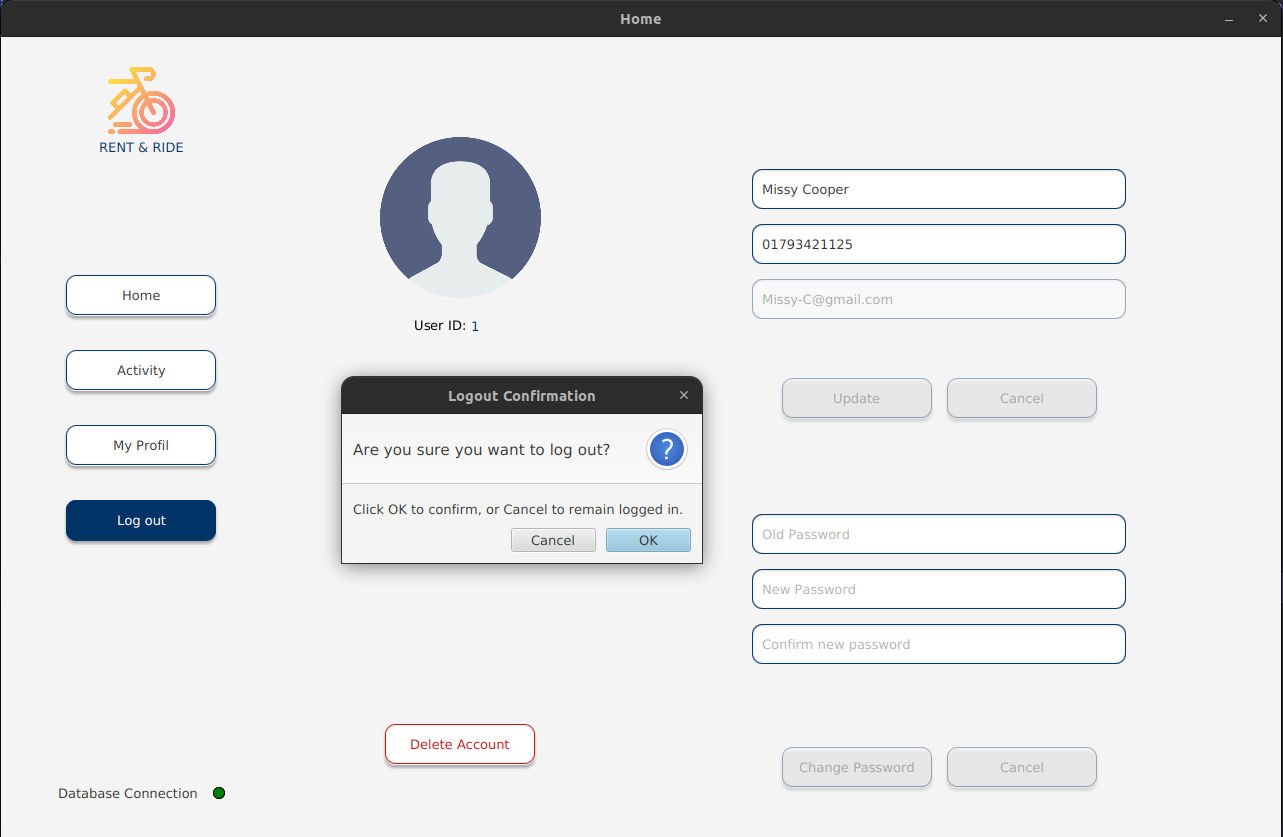 Home
RENT & RIDE
Home
Activity
My Profil
Log out
Database Connection
User ID: 1
Logout Confirmation
Are you sure you want to log out?
?
Click OK to confirm, or Cancel to remain logged in.
Cancel OK
Delete Account
Missy Cooper
01793421125
Missy-C@gmail.com
Update Cancel
Old Password
New Password
Confirm new password
Change Password Cancel